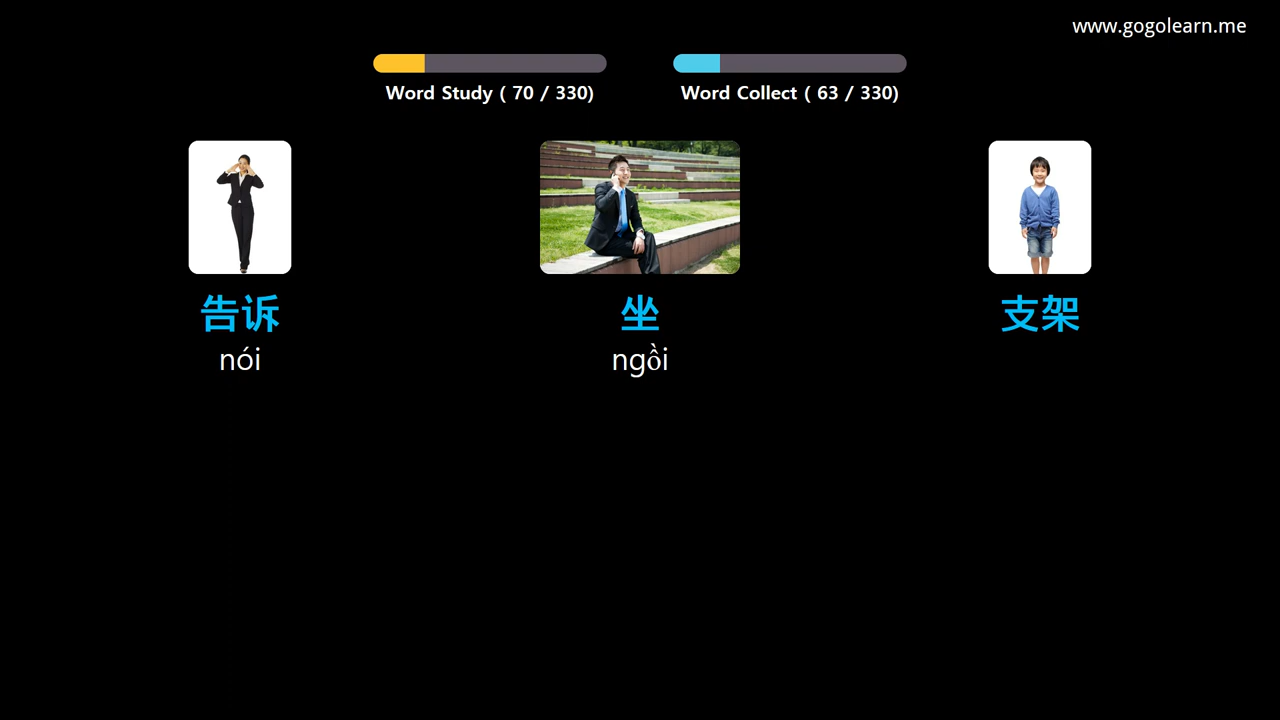 www.gogolearn.me
Word Study ( 70 / 330)
Word Collect ( 63 / 330)
告诉
nói
坐
ngồi
支架